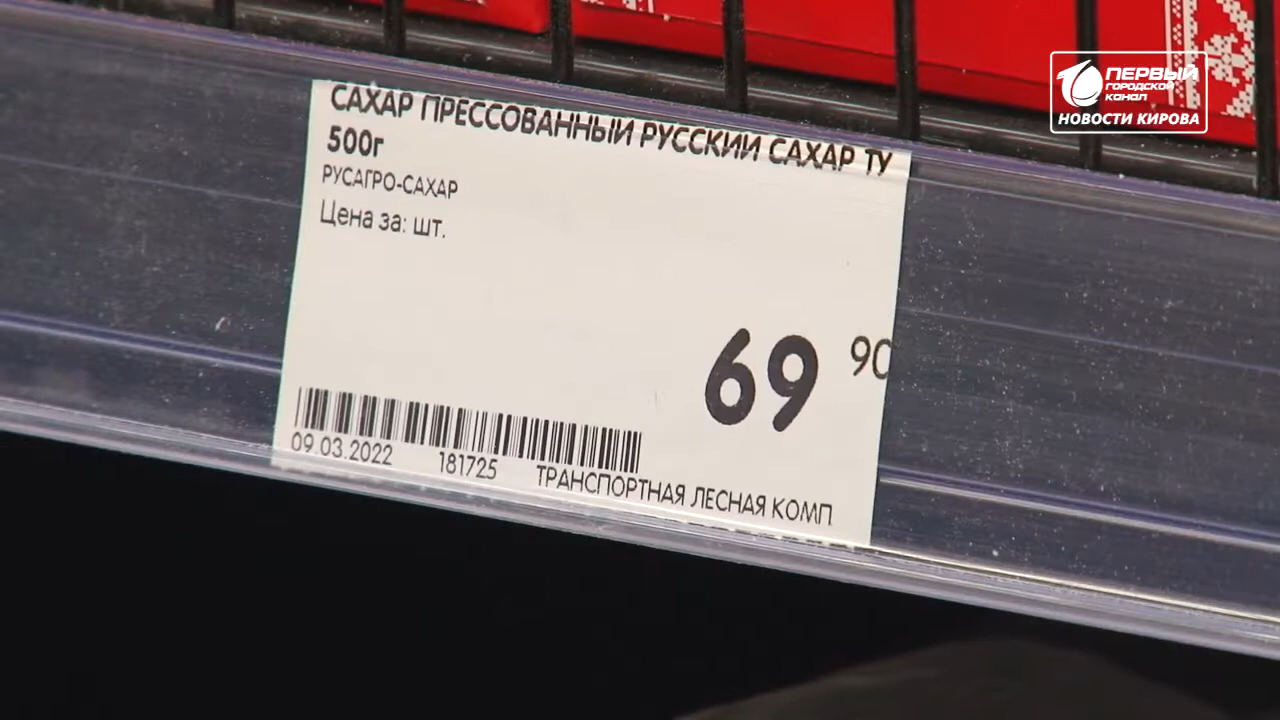 ПЕРВЫЙ
ГОРОДСКОЙ
КАНАЛ
НОВОСТИ КИРОВА
САХАР ПРЕССОВАННЫЙ РУССКИЙ САХАР ТУ
500г
РУСАГРО-САХАР
Цена за: шт.
69 90
09.03.2022 181725 ТРАНСПОРТНАЯ ЛЕСНАЯ КОМП